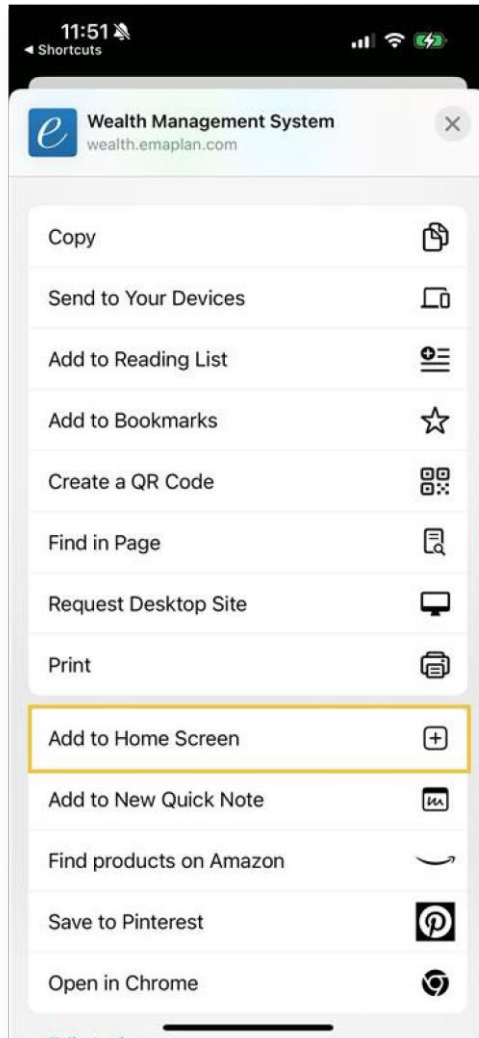 11:51
◀ Shortcuts
e
Wealth Management System
wealth.emaplan.com
Copy
Send to Your Devices
Add to Reading List
Add to Bookmarks
Create a QR Code
Find in Page
Request Desktop Site
Print
Add to Home Screen
Add to New Quick Note
Find products on Amazon
Save to Pinterest
Open in Chrome